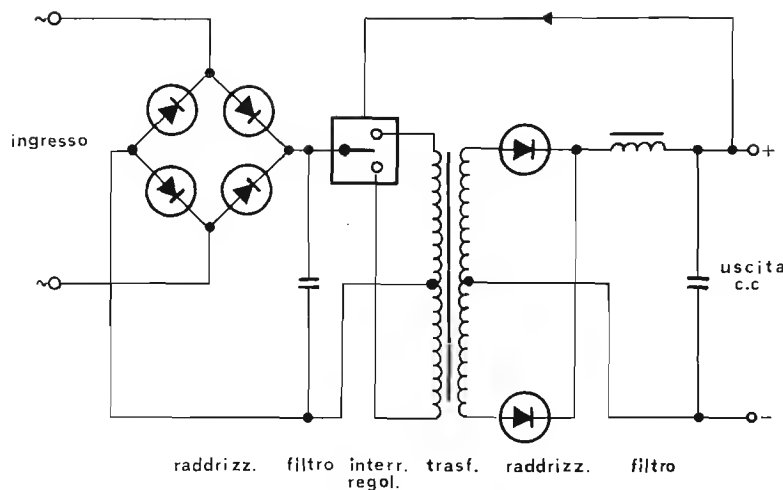 ~
ingresso
+
~
uscita
c.c
-
raddrizz. filtro interr. trasf. raddrizz. filtro
regol.